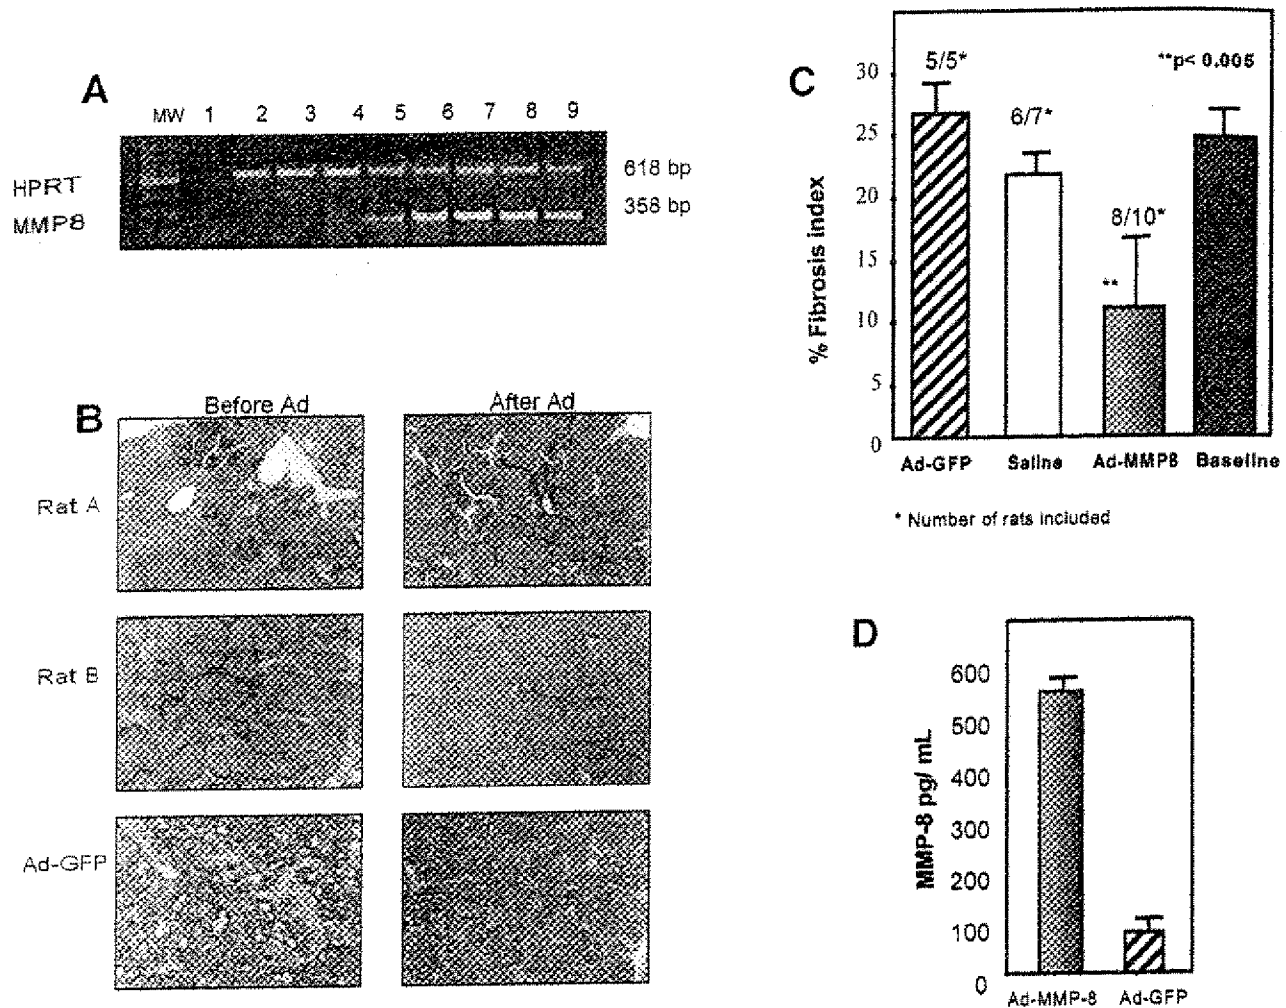 A
MW 1 2 3 4 5 6 7 8 9
HPRT
MMP8
618 bp
358 bp
B
Before Ad
After Ad
Rat A
Rat B
Ad-GFP
C
% Fibrosis index
30
25
20
15
10
5
0
5/5*
6/7*
8/10*
**
**p< 0.005
Ad-GFP Saline Ad-MMP8 Baseline
* Number of rats included
D
MMP-8 pg/ mL
600
500
400
300
200
100
0
Ad-MMP-8 Ad-GFP